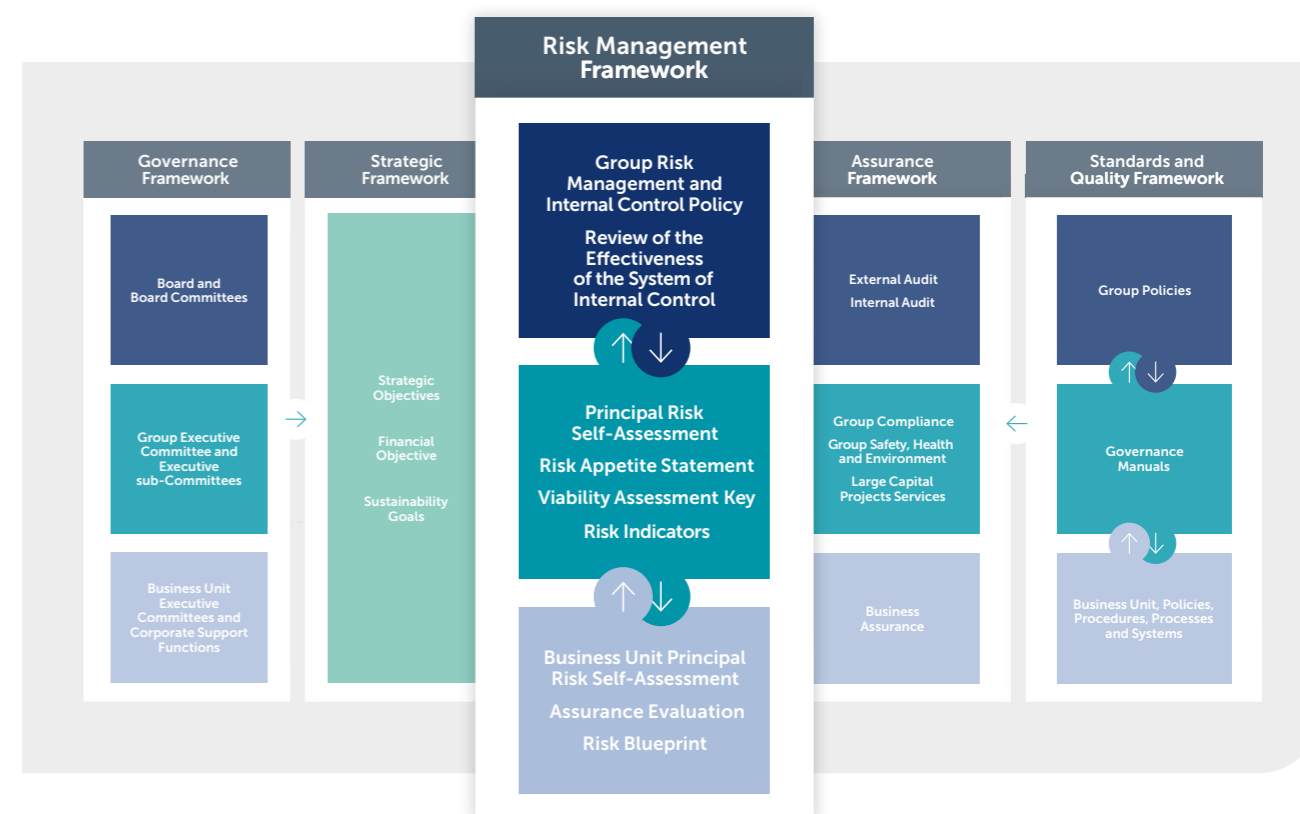 Risk Management
Framework
Governance
Framework
Board and
Board Committees
Group Executive
Committee and
Executive
sub-Committees
Business Unit
Executive
Committees and
Corporate Support
Functions
Strategic
Framework
Strategic
Objectives
Financial
Objective
Sustainability
Goals
Group Risk
Management and
Internal Control Policy
Review of the
Effectiveness
of the System of
Internal Control
Principal Risk
Self-Assessment
Risk Appetite Statement
Viability Assessment Key
Risk Indicators
Business Unit Principal
Risk Self-Assessment
Assurance Evaluation
Risk Blueprint
Assurance
Framework
External Audit
Internal Audit
Group Compliance
Group Safety, Health
and Environment
Large Capital
Projects Services
Business
Assurance
Standards and
Quality Framework
Group Policies
Governance
Manuals
Business Unit, Policies,
Procedures, Processes
and Systems